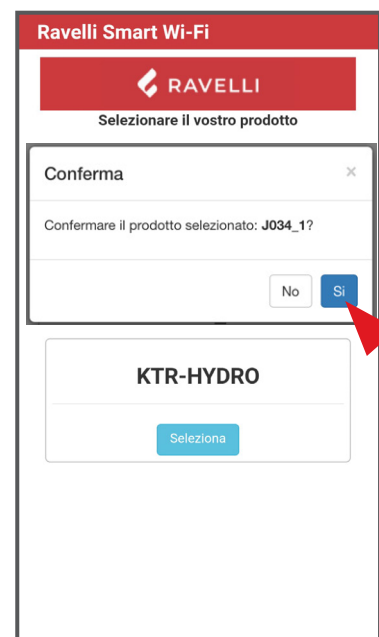 Ravelli Smart Wi-Fi
RAVELLI
Selezionare il vostro prodotto
Conferma ×
Confermare il prodotto selezionato: J034_1?
No Si
KTR-HYDRO
Seleziona